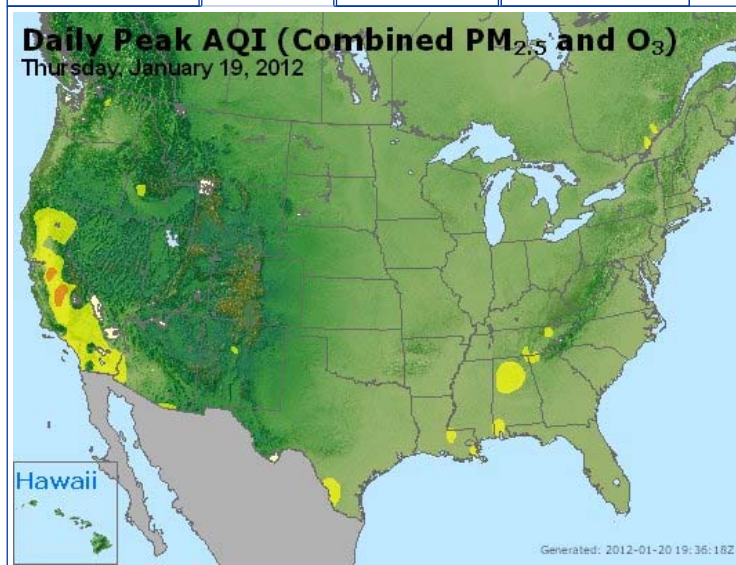 Daily Peak AQI (Combined PM2.5 and O3)
Thursday, January 19, 2012
Hawaii
Generated: 2012-01-20 19:36:18Z